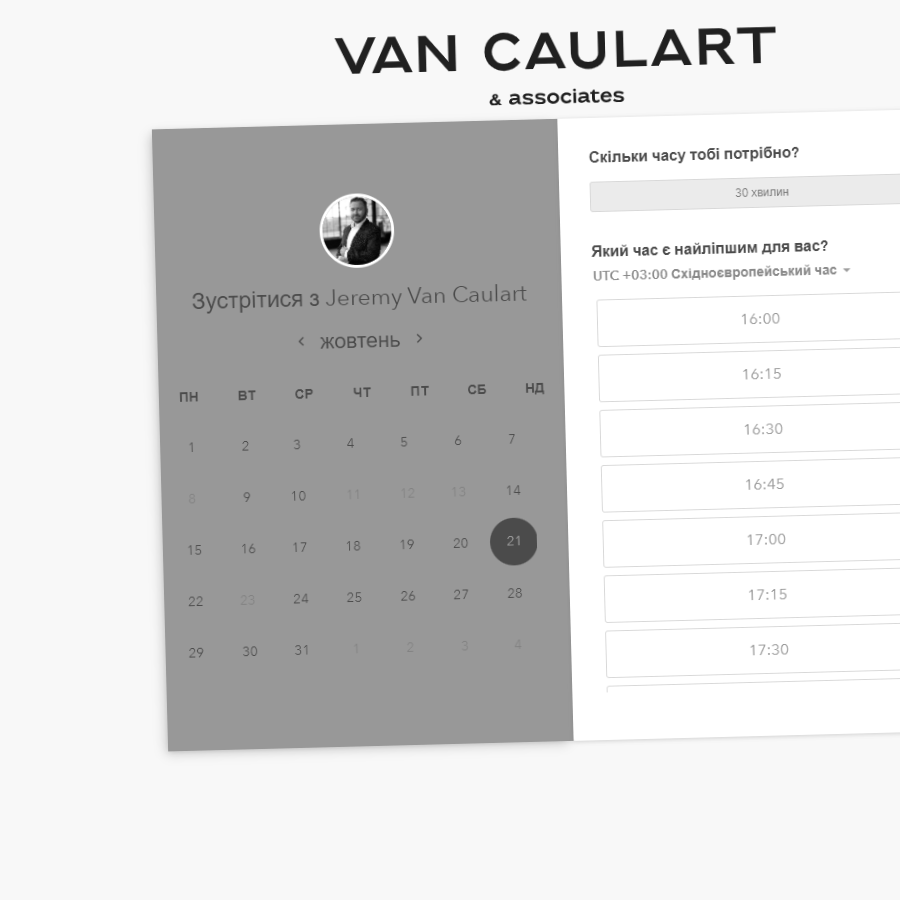 VAN CAULART
& associates
Зустрітися з Jeremy Van Caulart
‹ жовтень ›
ПН ВТ СР ЧТ ПТ СБ НД
1 2 3 4 5 6 7
8 9 10 11 12 13 14
15 16 17 18 19 20 21
22 23 24 25 26 27 28
29 30 31 1 2 3 4
Скільки часу тобі потрібно?
30 хвилин
Який час є найліпшим для вас?
UTC +03:00 Східноєвропейський час
16:00
16:15
16:30
16:45
17:00
17:15
17:30